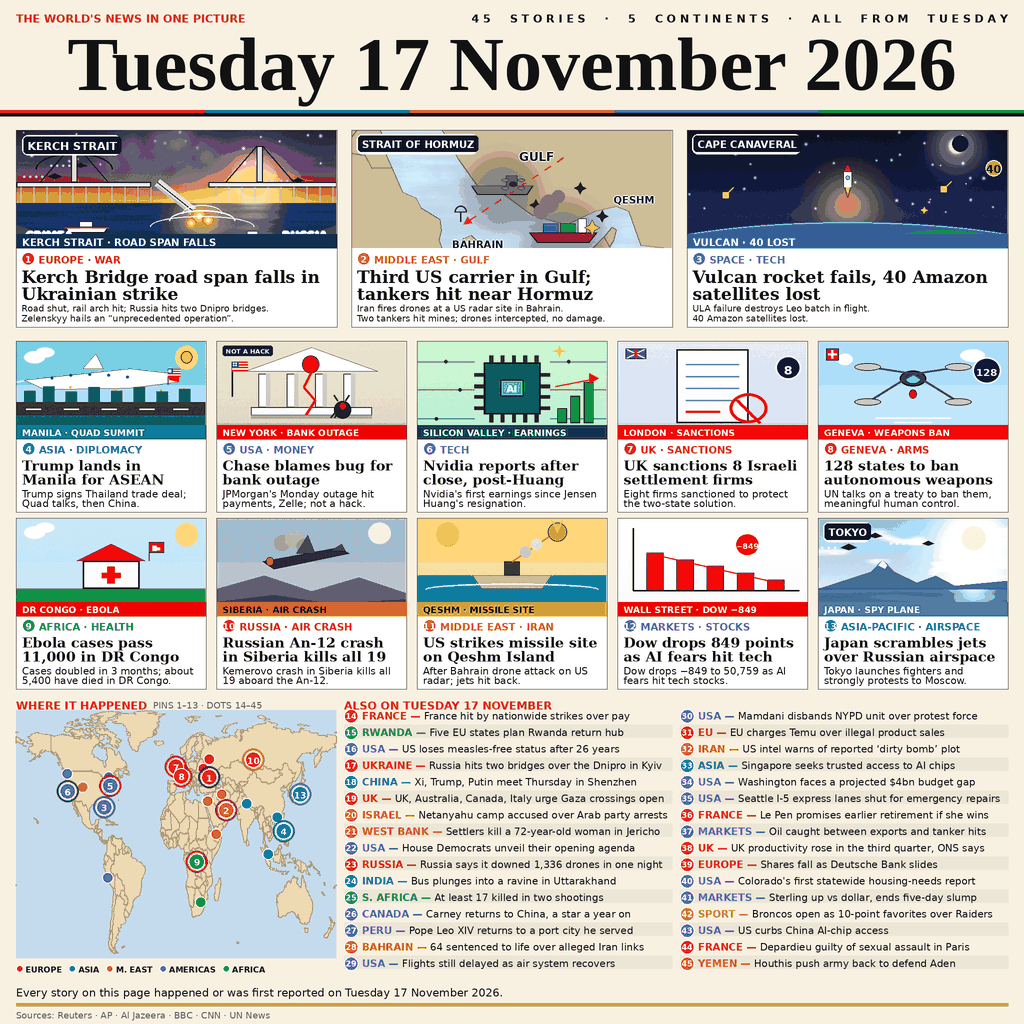 THE WORLD'S NEWS IN ONE PICTURE
45 STORIES · 5 CONTINENTS · ALL FROM TUESDAY
Tuesday 17 November 2026
KERCH STRAIT
KERCH STRAIT · ROAD SPAN FALLS
1 EUROPE · WAR
Kerch Bridge road span falls in
Ukrainian strike
Road shut, rail arch hit; Russia hits two Dnipro bridges.
Zelenskyy hails an “unprecedented operation”.
STRAIT OF HORMUZ
GULF
QESHM
BAHRAIN
2 MIDDLE EAST · GULF
Third US carrier in Gulf;
tankers hit near Hormuz
Iran fires drones at a US radar site in Bahrain.
Two tankers hit mines; drones intercepted, no damage.
CAPE CANAVERAL
40
VULCAN · 40 LOST
3 SPACE · TECH
Vulcan rocket fails, 40 Amazon
satellites lost
ULA failure destroys Leo batch in flight.
40 Amazon satellites lost.
MANILA · QUAD SUMMIT
4 ASIA · DIPLOMACY
Trump lands in
Manila for ASEAN
Trump signs Thailand trade deal;
Quad talks, then China.
NOT A HACK
NEW YORK · BANK OUTAGE
5 USA · MONEY
Chase blames bug for
bank outage
JPMorgan's Monday outage hit
payments, Zelle; not a hack.
AI
SILICON VALLEY · EARNINGS
6 TECH
Nvidia reports after
close, post-Huang
Nvidia's first earnings since Jensen
Huang's resignation.
8
LONDON · SANCTIONS
7 UK · SANCTIONS
UK sanctions 8 Israeli
settlement firms
Eight firms sanctioned to protect
the two-state solution.
128
GENEVA · WEAPONS BAN
8 GENEVA · ARMS
128 states to ban
autonomous weapons
UN talks on a treaty to ban them,
meaningful human control.
DR CONGO · EBOLA
9 AFRICA · HEALTH
Ebola cases pass
11,000 in DR Congo
Cases doubled in 3 months; about
5,400 have died in DR Congo.
SIBERIA · AIR CRASH
10 RUSSIA · AIR CRASH
Russian An-12 crash
in Siberia kills all 19
Kemerovo crash in Siberia kills all
19 aboard the An-12.
QESHM · MISSILE SITE
11 MIDDLE EAST · IRAN
US strikes missile site
on Qeshm Island
After Bahrain drone attack on US
radar; jets hit back.
−849
WALL STREET · DOW −849
12 MARKETS · STOCKS
Dow drops 849 points
as AI fears hit tech
Dow drops −849 to 50,759 as AI
fears hit tech stocks.
TOKYO
JAPAN · SPY PLANE
13 ASIA-PACIFIC · AIRSPACE
Japan scrambles jets
over Russian airspace
Tokyo launches fighters and
strongly protests to Moscow.
WHERE IT HAPPENED PINS 1–13 · DOTS 14–45
6
5
3
7
8
1
10
2
13
4
9
EUROPE
ASIA
M. EAST
AMERICAS
AFRICA
ALSO ON TUESDAY 17 NOVEMBER
14 FRANCE — France hit by nationwide strikes over pay
15 RWANDA — Five EU states plan Rwanda return hub
16 USA — US loses measles-free status after 26 years
17 UKRAINE — Russia hits two bridges over the Dnipro in Kyiv
18 CHINA — Xi, Trump, Putin meet Thursday in Shenzhen
19 UK — UK, Australia, Canada, Italy urge Gaza crossings open
20 ISRAEL — Netanyahu camp accused over Arab party arrests
21 WEST BANK — Settlers kill a 72-year-old woman in Jericho
22 USA — House Democrats unveil their opening agenda
23 RUSSIA — Russia says it downed 1,336 drones in one night
24 INDIA — Bus plunges into a ravine in Uttarakhand
25 S. AFRICA — At least 17 killed in two shootings
26 CANADA — Carney returns to China, a star a year on
27 PERU — Pope Leo XIV returns to a port city he served
28 BAHRAIN — 64 sentenced to life over alleged Iran links
29 USA — Flights still delayed as air system recovers
30 USA — Mamdani disbands NYPD unit over protest force
31 EU — EU charges Temu over illegal product sales
32 IRAN — US intel warns of reported ‘dirty bomb’ plot
33 ASIA — Singapore seeks trusted access to AI chips
34 USA — Washington faces a projected $4bn budget gap
35 USA — Seattle I-5 express lanes shut for emergency repairs
36 FRANCE — Le Pen promises earlier retirement if she wins
37 MARKETS — Oil caught between exports and tanker hits
38 UK — UK productivity rose in the third quarter, ONS says
39 EUROPE — Shares fall as Deutsche Bank slides
40 USA — Colorado's first statewide housing-needs report
41 MARKETS — Sterling up vs dollar, ends five-day slump
42 SPORT — Broncos open as 10-point favorites over Raiders
43 USA — US curbs China AI-chip access
44 FRANCE — Depardieu guilty of sexual assault in Paris
45 YEMEN — Houthis push army back to defend Aden
Every story on this page happened or was first reported on Tuesday 17 November 2026.
Sources: Reuters · AP · Al Jazeera · BBC · CNN · UN News